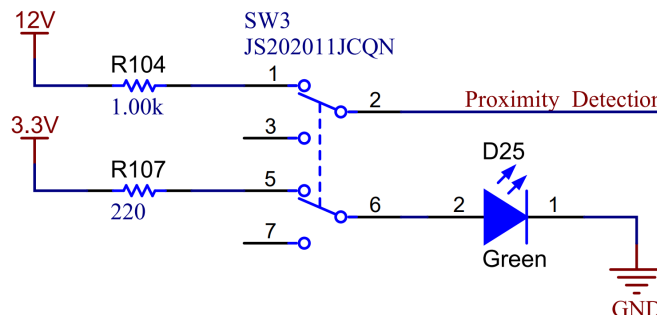 12V
SW3
JS202011JCQN
R104
1
1.00k
2
Proximity Detection
3.3V
3
R107
5
D25
220
6
2
1
7
Green
GND